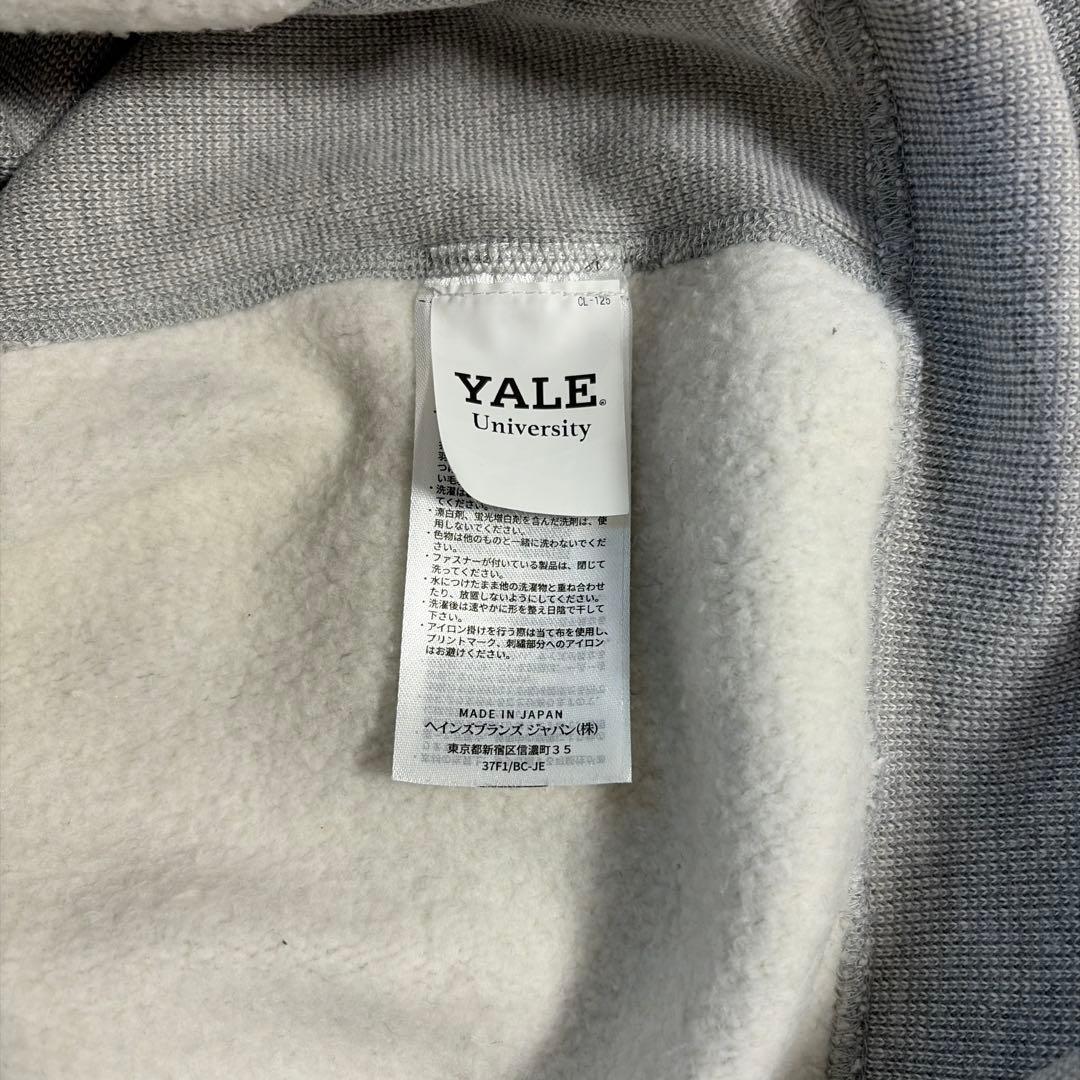 CL-125
YALE®
University
羽
つ
い毛
・洗濯は
てください。
・漂白剤、蛍光増白剤を含んだ洗剤は、使
用しないでください。
・色物は他のものと一緒に洗わないでくだ
さい。
・ファスナーが付いている製品は、閉じて
洗ってください。
・水につけたまま他の洗濯物と重ね合わせ
たり、放置しないようにしてください。
・洗濯後は速やかに形を整え日陰で干して
下さい。
・アイロン掛けを行う際は当て布を使用し、
プリントマーク、刺繍部分へのアイロン
はお避けください。
MADE IN JAPAN
ヘインズブランズ ジャパン(株)
東京都新宿区信濃町35
37F1/BC-JE